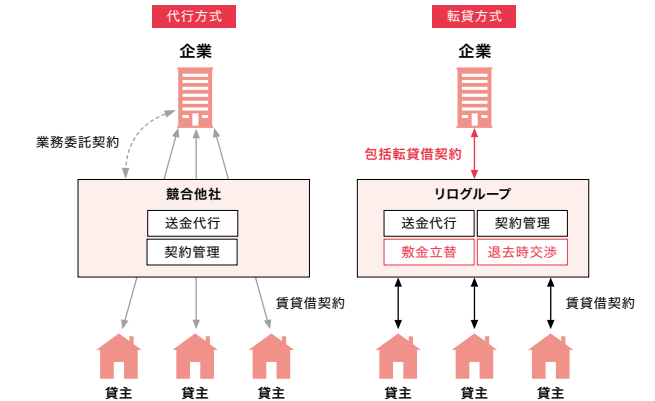 代行方式
企業
業務委託契約
競合他社
送金代行
契約管理
賃貸借契約
貸主
貸主
貸主
転貸方式
企業
包括転貸借契約
リログループ
送金代行
契約管理
敷金立替
退去時交渉
賃貸借契約
貸主
貸主
貸主